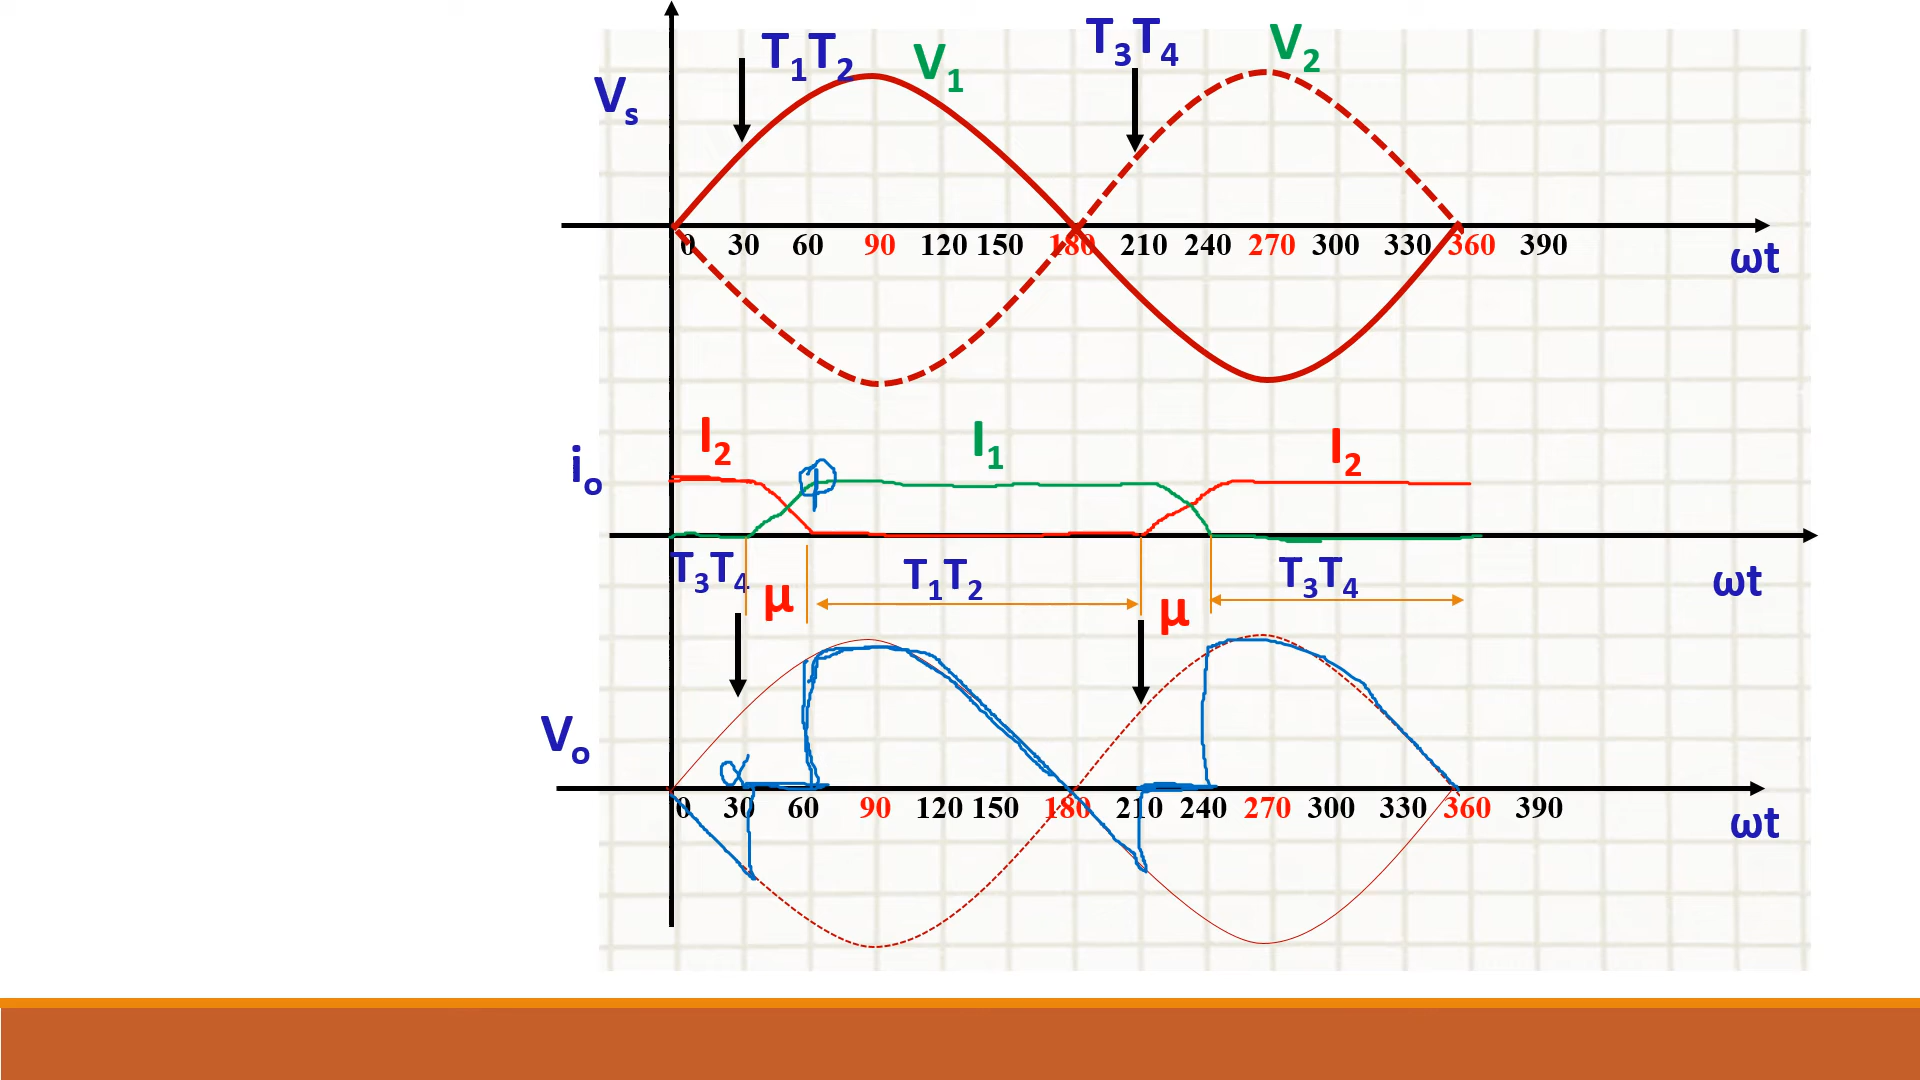 T₁T₂ V₁ T₃T₄ V₂
Vₛ
0 30 60 90 120 150 180 210 240 270 300 330 360 390
ωt
I₂ I₁ I₂
iₒ
T₃T₄ μ T₁T₂ μ T₃T₄
ωt
Vₒ
α
0 30 60 90 120 150 180 210 240 270 300 330 360 390
ωt